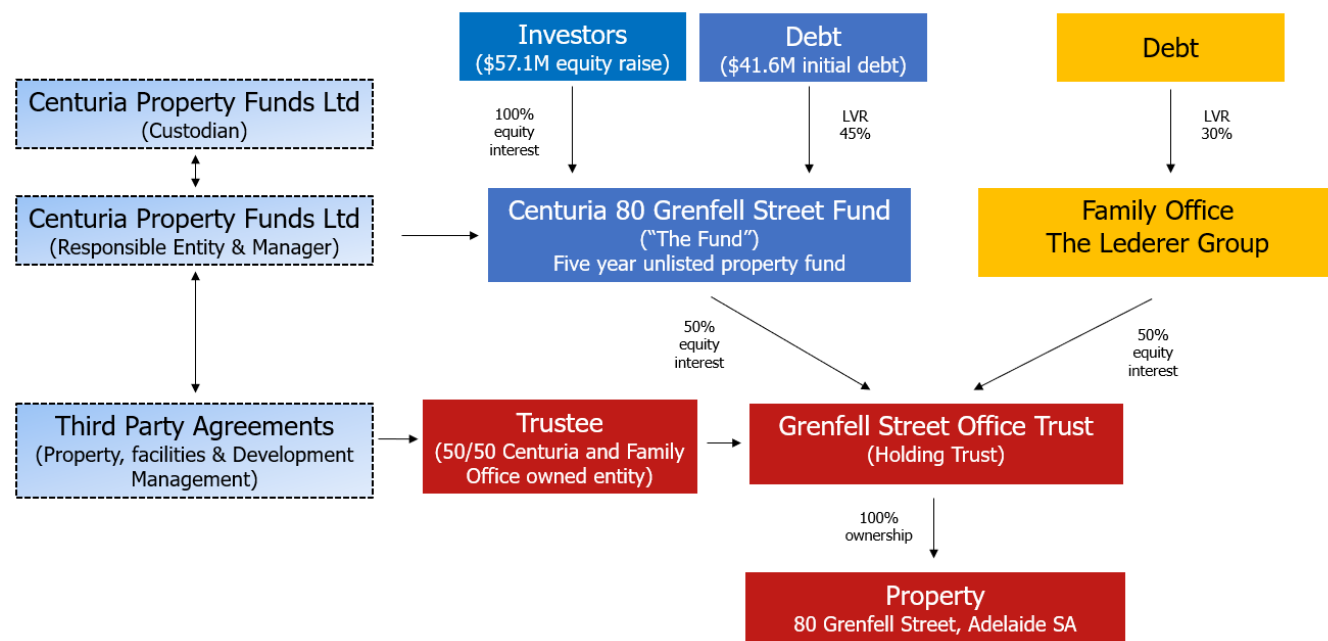 Investors
($57.1M equity raise)
Debt
($41.6M initial debt)
Debt
Centuria Property Funds Ltd
(Custodian)
100%
equity
interest
LVR
45%
LVR
30%
Centuria Property Funds Ltd
(Responsible Entity & Manager)
Centuria 80 Grenfell Street Fund
("The Fund")
Five year unlisted property fund
Family Office
The Lederer Group
50%
equity
interest
50%
equity
interest
Third Party Agreements
(Property, facilities & Development
Management)
Trustee
(50/50 Centuria and Family
Office owned entity)
Grenfell Street Office Trust
(Holding Trust)
100%
ownership
Property
80 Grenfell Street, Adelaide SA